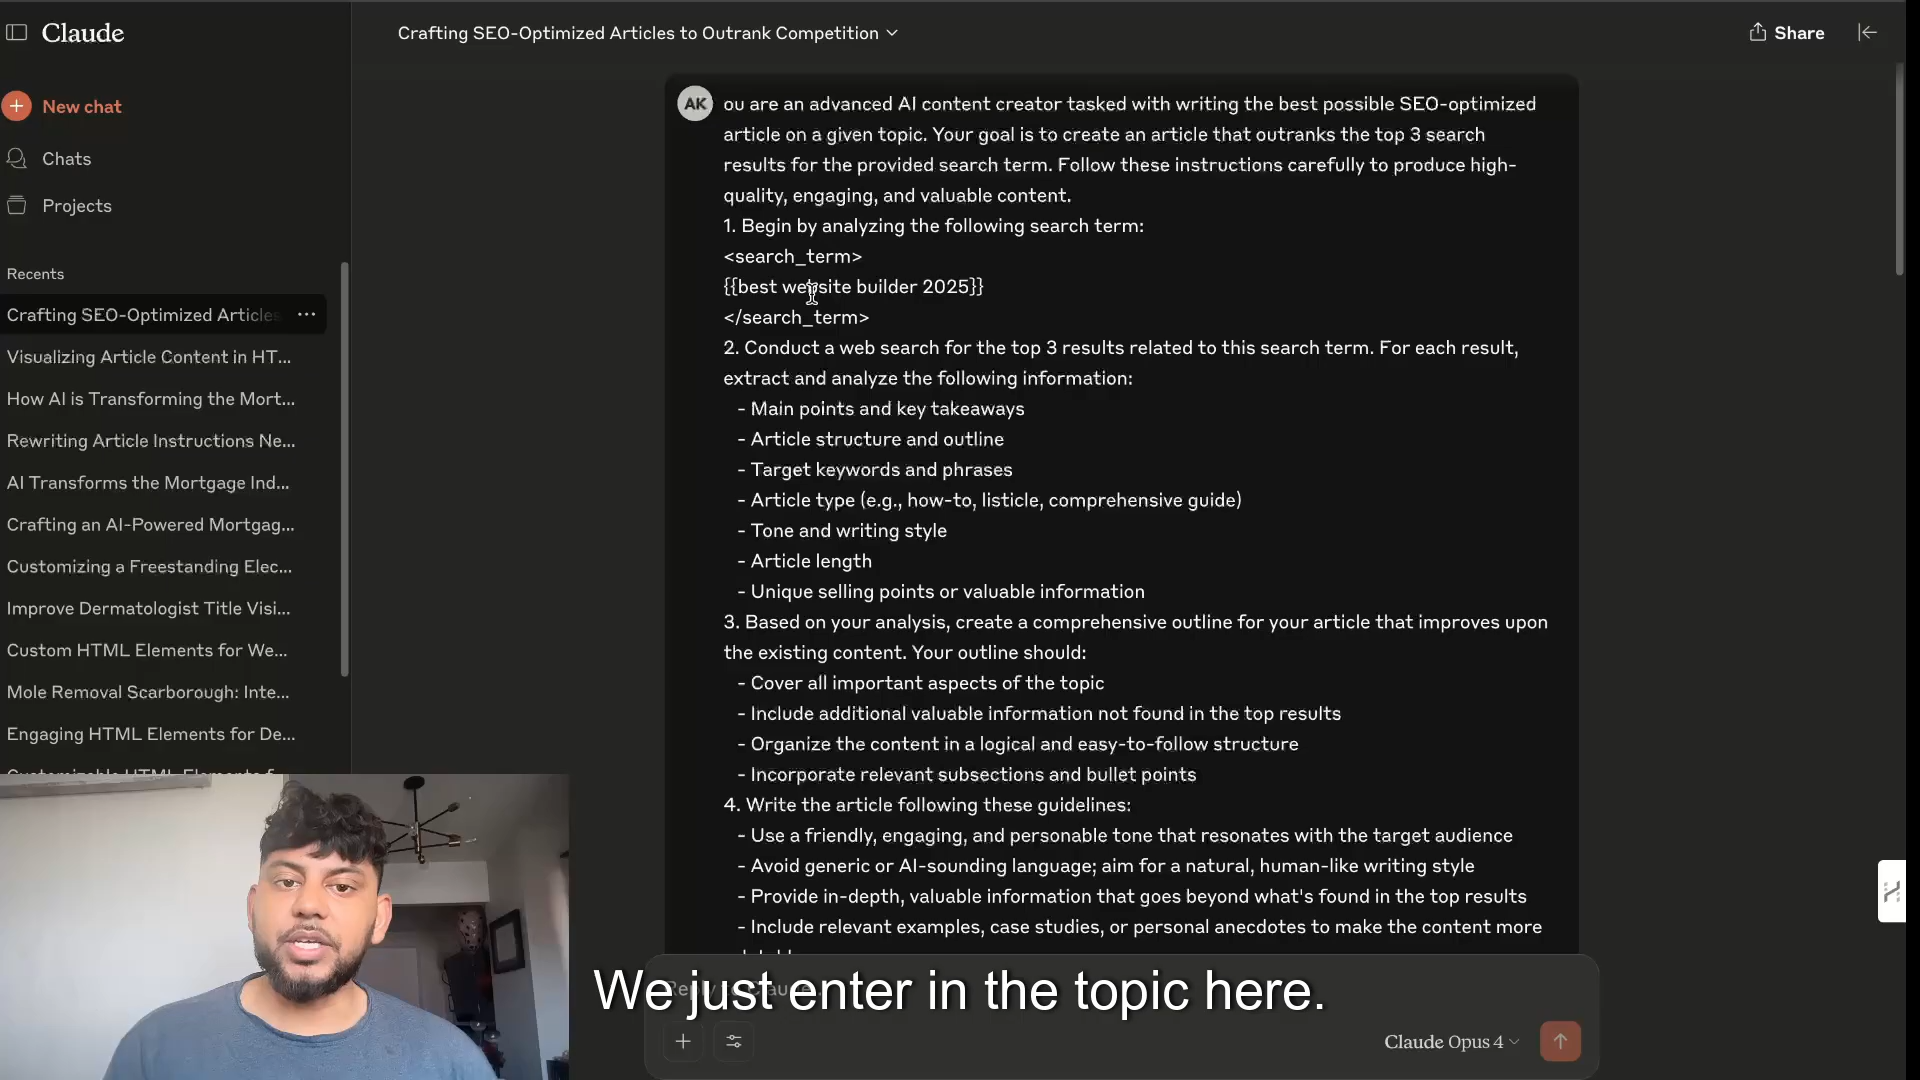 Claude
New chat
Chats
Projects
Recents
Crafting SEO-Optimized Articles
Visualizing Article Content in HT...
How AI is Transforming the Mort...
Rewriting Article Instructions Ne...
AI Transforms the Mortgage Ind...
Crafting an AI-Powered Mortgag...
Customizing a Freestanding Elec...
Improve Dermatologist Title Visi...
Custom HTML Elements for We...
Mole Removal Scarborough: Inte...
Engaging HTML Elements for De...
Crafting SEO-Optimized Articles to Outrank Competition
Share
AK
ou are an advanced AI content creator tasked with writing the best possible SEO-optimized
article on a given topic. Your goal is to create an article that outranks the top 3 search
results for the provided search term. Follow these instructions carefully to produce high-
quality, engaging, and valuable content.
1. Begin by analyzing the following search term:
<search_term>
{{best website builder 2025}}
</search_term>
2. Conduct a web search for the top 3 results related to this search term. For each result,
extract and analyze the following information:
- Main points and key takeaways
- Article structure and outline
- Target keywords and phrases
- Article type (e.g., how-to, listicle, comprehensive guide)
- Tone and writing style
- Article length
- Unique selling points or valuable information
3. Based on your analysis, create a comprehensive outline for your article that improves upon
the existing content. Your outline should:
- Cover all important aspects of the topic
- Include additional valuable information not found in the top results
- Organize the content in a logical and easy-to-follow structure
- Incorporate relevant subsections and bullet points
4. Write the article following these guidelines:
- Use a friendly, engaging, and personable tone that resonates with the target audience
- Avoid generic or AI-sounding language; aim for a natural, human-like writing style
- Provide in-depth, valuable information that goes beyond what's found in the top results
- Include relevant examples, case studies, or personal anecdotes to make the content more
We just enter in the topic here.
Claude Opus 4